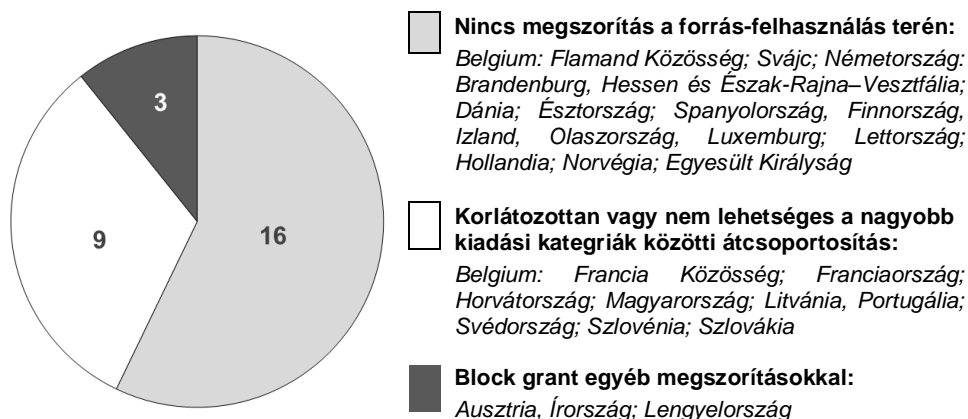 3
9
16
Nincs megszorítás a forrás-felhasználás terén:
Belgium: Flamand Közösség; Svájc; Németország:
Brandenburg, Hessen és Észak-Rajna–Vesztfália;
Dánia; Észtország; Spanyolország, Finnország,
Izland, Olaszország, Luxemburg; Lettország;
Hollandia; Norvégia; Egyesült Királyság
Korlátozottan vagy nem lehetséges a nagyobb
kiadási kategriák közötti átcsoportosítás:
Belgium: Francia Közösség; Franciaország;
Horvátország; Magyarország; Litvánia, Portugália;
Svédország; Szlovénia; Szlovákia
Block grant egyéb megszorításokkal:
Ausztria, Írország; Lengyelország